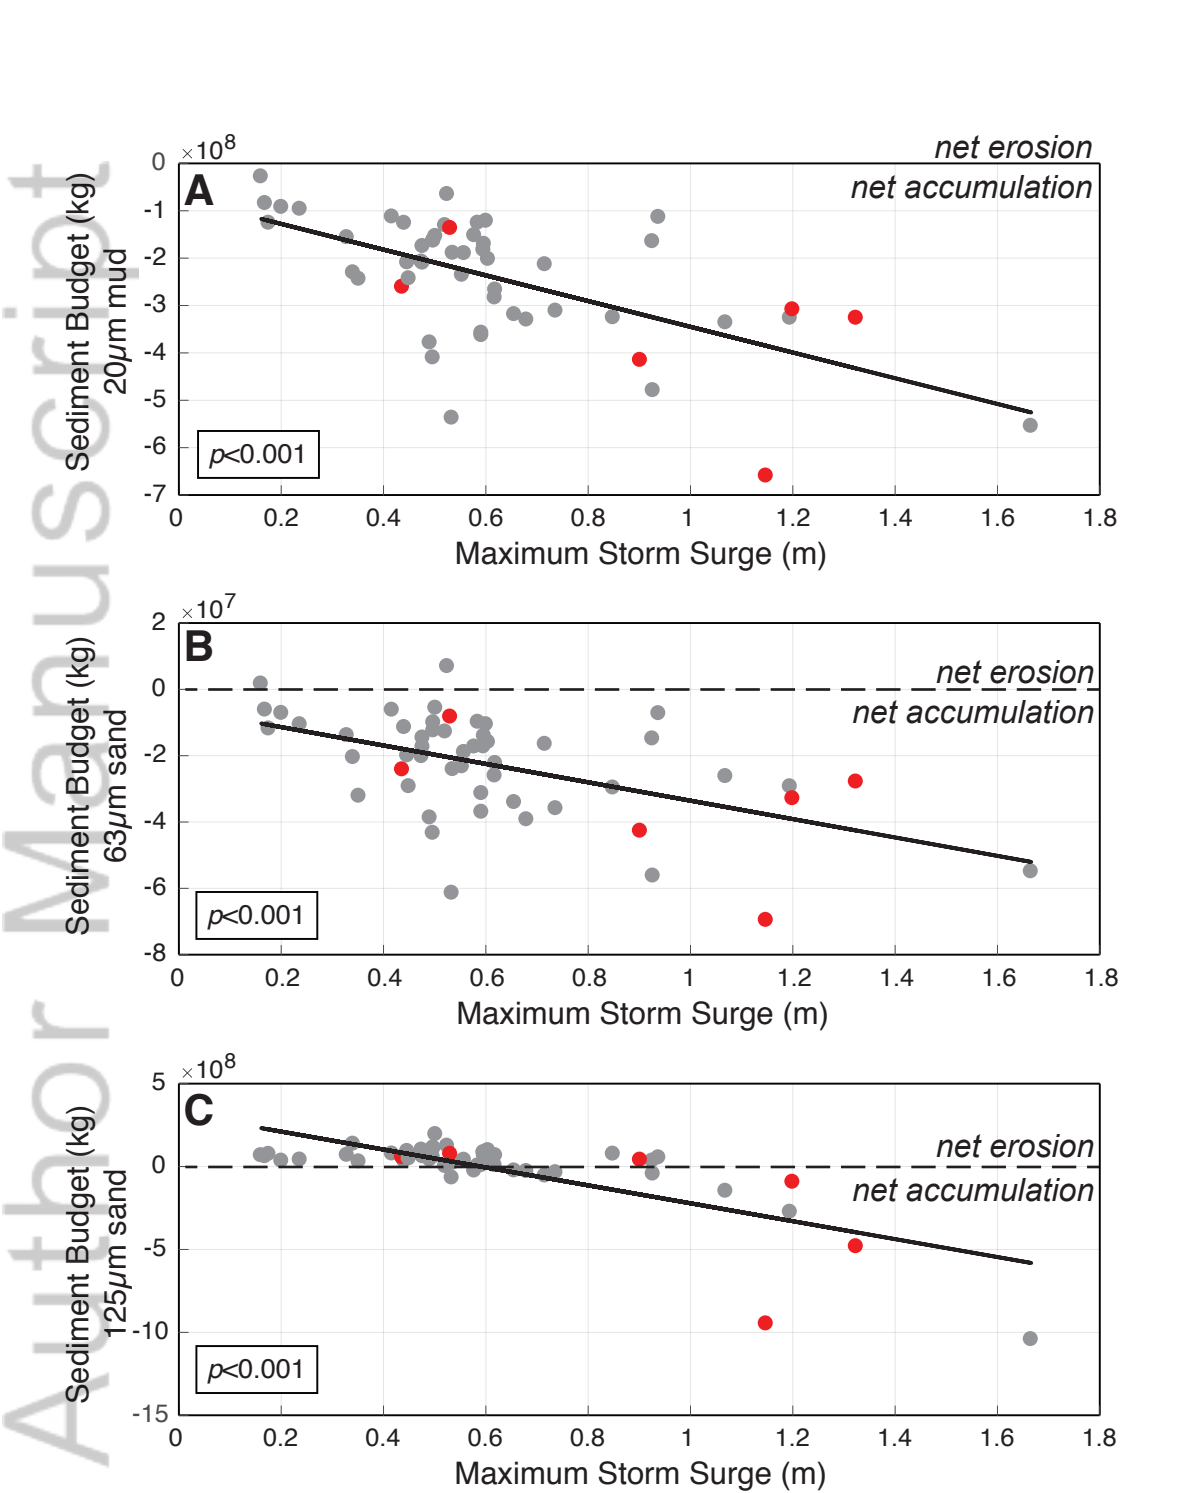 Author Manuscript
×10⁸
net erosion
net accumulation
A
0
-1
-2
-3
-4
-5
-6
-7
Sediment Budget (kg)
20µm mud
p<0.001
0 0.2 0.4 0.6 0.8 1 1.2 1.4 1.6 1.8
Maximum Storm Surge (m)
×10⁷
B
2
0
-2
-4
-6
-8
net erosion
net accumulation
Sediment Budget (kg)
63µm sand
p<0.001
0 0.2 0.4 0.6 0.8 1 1.2 1.4 1.6 1.8
Maximum Storm Surge (m)
×10⁸
C
5
0
-5
-10
-15
net erosion
net accumulation
Sediment Budget (kg)
125µm sand
p<0.001
0 0.2 0.4 0.6 0.8 1 1.2 1.4 1.6 1.8
Maximum Storm Surge (m)